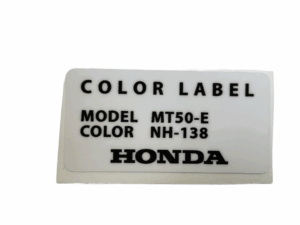 COLOR LABEL
MODEL MT50-E
COLOR NH-138
HONDA